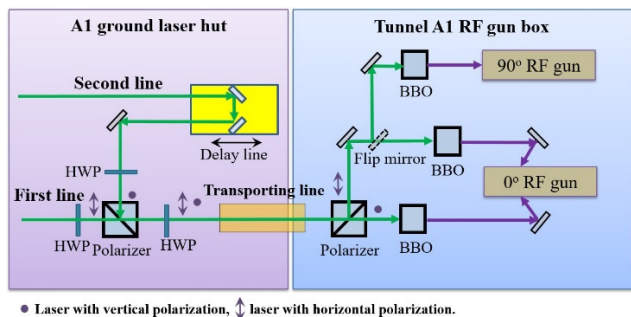 A1 ground laser hut
Tunnel A1 RF gun box
Second line
90º RF gun
BBO
Delay line
Flip mirror
HWP
BBO
First line
Transporting line
0º RF gun
HWP
Polarizer
HWP
Polarizer
BBO
Laser with vertical polarization, laser with horizontal polarization.